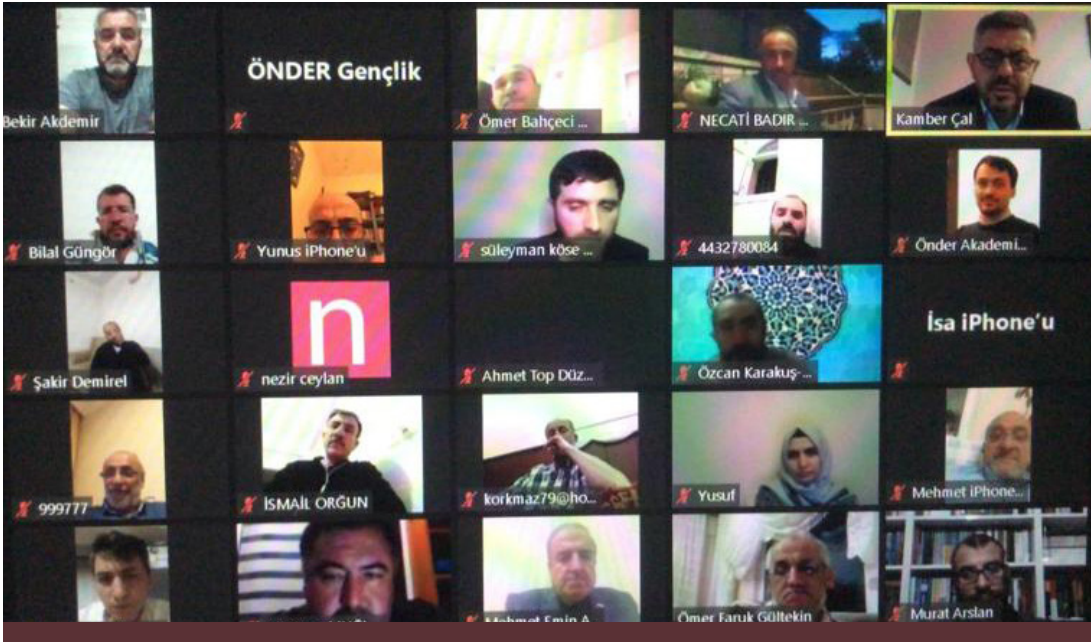 Bekir Akdemir
ÖNDER Gençlik
Ömer Bahçeci ...
NECATİ BADIR ...
Kamber Çal
Bilal Güngör
Yunus iPhone'u
süleyman köse ...
4432780084
Önder Akademi...
Şakir Demirel
n
nezir ceylan
Ahmet Top Düz...
Özcan Karakuş-...
İsa iPhone'u
999777
İSMAİL ORĞUN
korkmaz79@ho...
Yusuf
Mehmet iPhone...
Mehmet Emin A
Ömer Faruk Gültekin
Murat Arslan